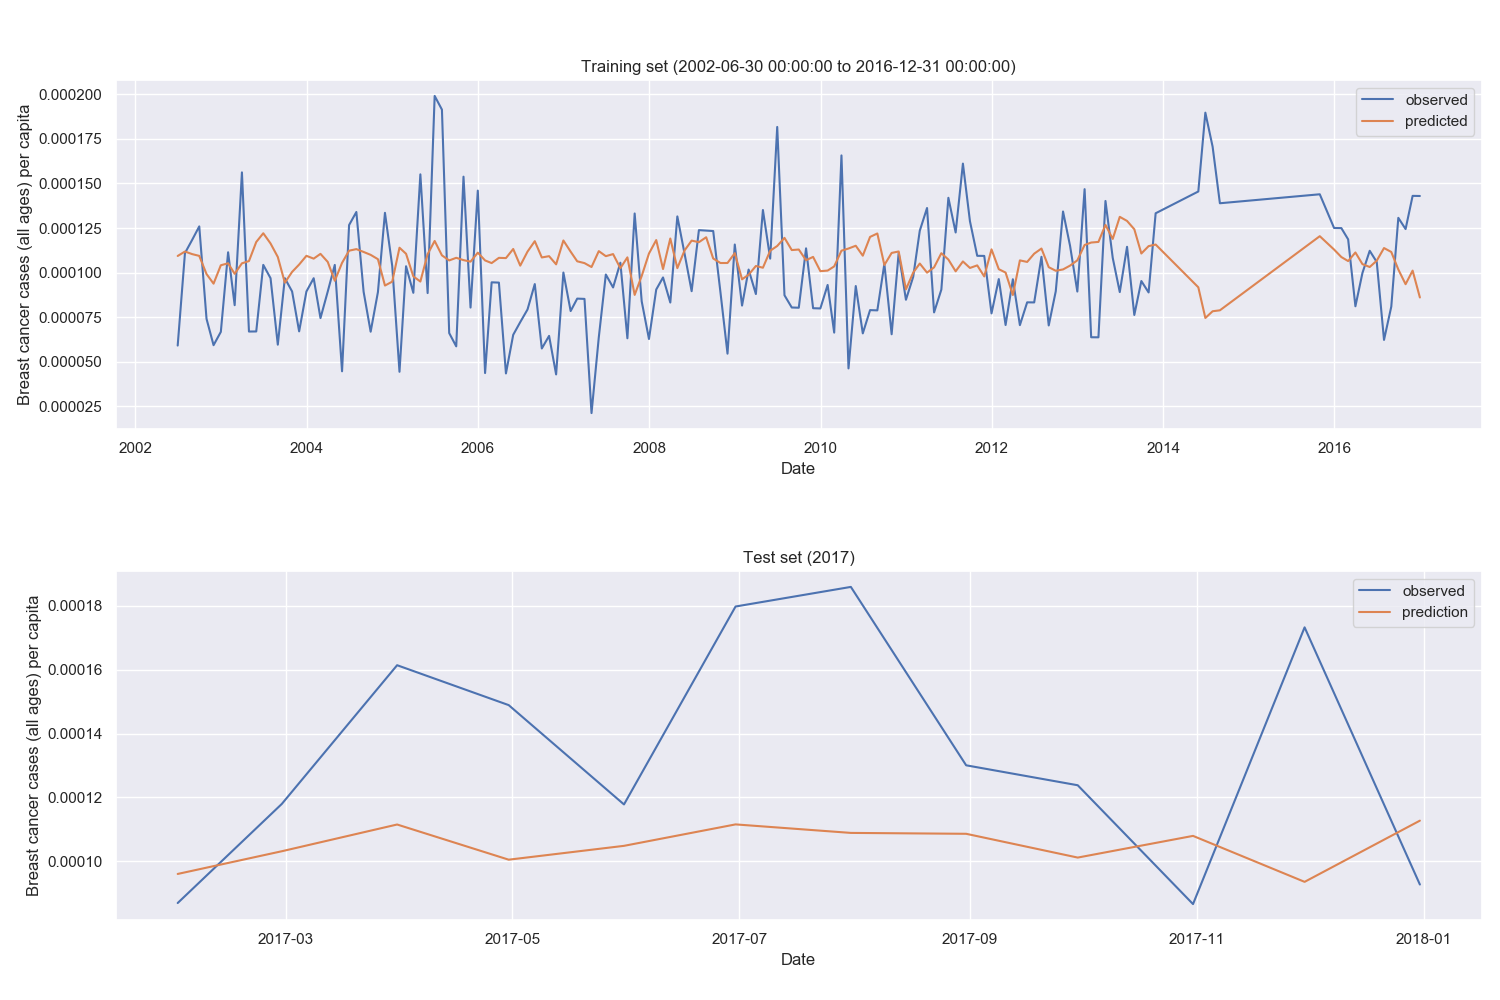 Training set (2002-06-30 00:00:00 to 2016-12-31 00:00:00)
Breast cancer cases (all ages) per capita
0.000200
0.000175
0.000150
0.000125
0.000100
0.000075
0.000050
0.000025
observed
predicted
2002 2004 2006 2008 2010 2012 2014 2016
Date
Test set (2017)
Breast cancer cases (all ages) per capita
0.00018
0.00016
0.00014
0.00012
0.00010
observed
prediction
2017-03 2017-05 2017-07 2017-09 2017-11 2018-01
Date